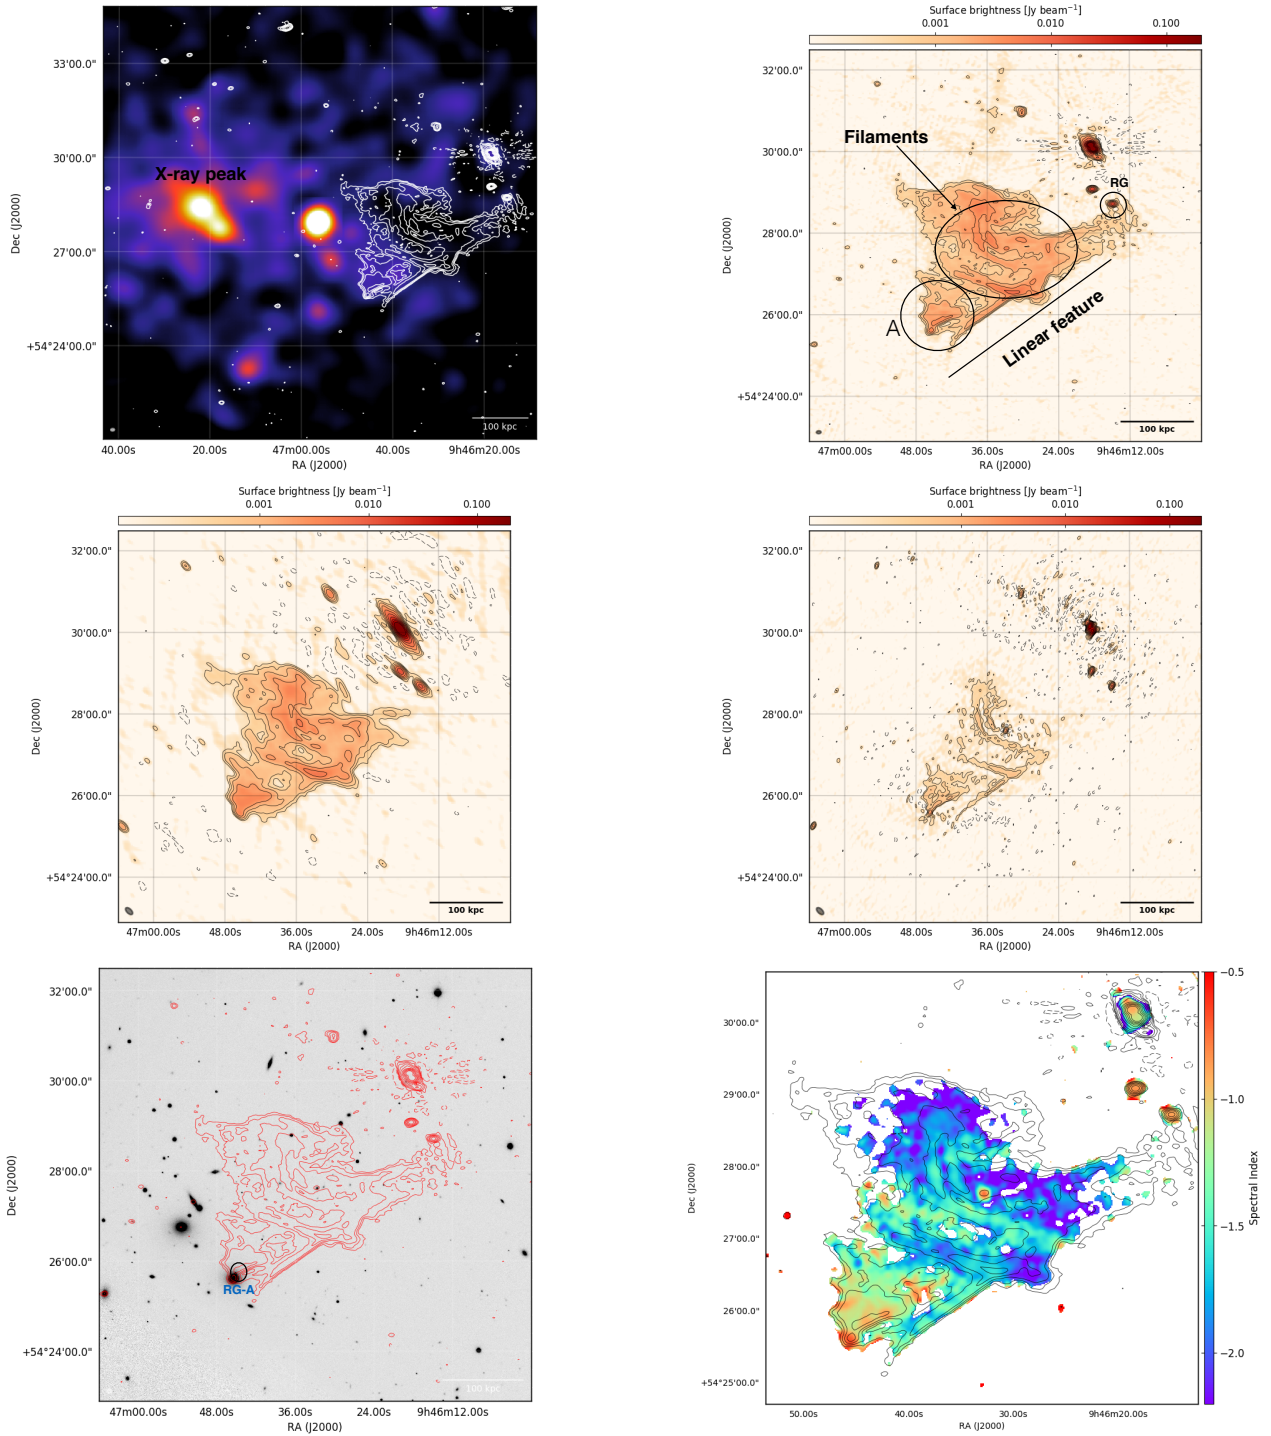 33'00.0"
30'00.0"
27'00.0"
+54°24'00.0"
Dec (J2000)
X-ray peak
100 kpc
40.00s 20.00s 47m00.00s 40.00s 9h46m20.00s
RA (J2000)
Surface brightness [Jy beam⁻¹]
0.001 0.010 0.100
32'00.0"
30'00.0"
28'00.0"
26'00.0"
+54°24'00.0"
Dec (J2000)
Filaments
RG
A
Linear feature
100 kpc
47m00.00s 48.00s 36.00s 24.00s 9h46m12.00s
RA (J2000)
Surface brightness [Jy beam⁻¹]
0.001 0.010 0.100
32'00.0"
30'00.0"
28'00.0"
26'00.0"
+54°24'00.0"
Dec (J2000)
100 kpc
47m00.00s 48.00s 36.00s 24.00s 9h46m12.00s
RA (J2000)
Surface brightness [Jy beam⁻¹]
0.001 0.010 0.100
32'00.0"
30'00.0"
28'00.0"
26'00.0"
+54°24'00.0"
Dec (J2000)
100 kpc
47m00.00s 48.00s 36.00s 24.00s 9h46m12.00s
RA (J2000)
32'00.0"
30'00.0"
28'00.0"
26'00.0"
+54°24'00.0"
Dec (J2000)
RG-A
100 kpc
47m00.00s 48.00s 36.00s 24.00s 9h46m12.00s
RA (J2000)
30'00.0"
29'00.0"
28'00.0"
27'00.0"
26'00.0"
+54°25'00.0"
Dec (J2000)
50.00s 40.00s 30.00s 9h46m20.00s
RA (J2000)
−0.5
−1.0
−1.5
−2.0
Spectral Index